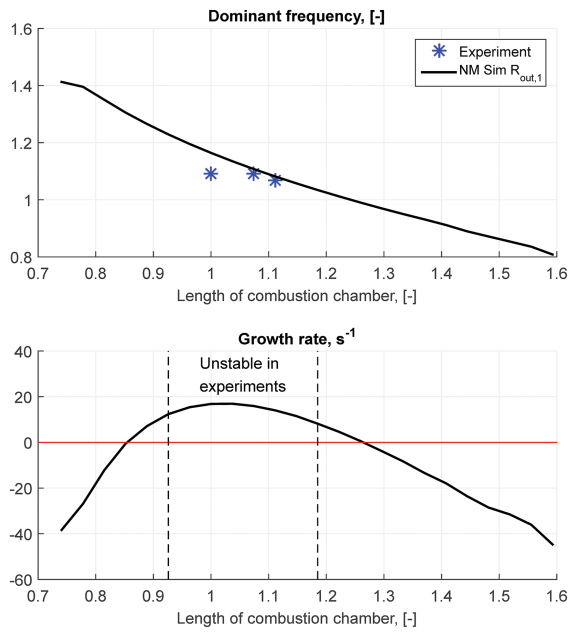 Dominant frequency, [-]
1.6
1.4
1.2
1
0.8
Experiment
NM Sim R_out,1
0.7 0.8 0.9 1 1.1 1.2 1.3 1.4 1.5 1.6
Length of combustion chamber, [-]
Growth rate, s^-1
40
20
0
-20
-40
-60
Unstable in
experiments
0.7 0.8 0.9 1 1.1 1.2 1.3 1.4 1.5 1.6
Length of combustion chamber, [-]